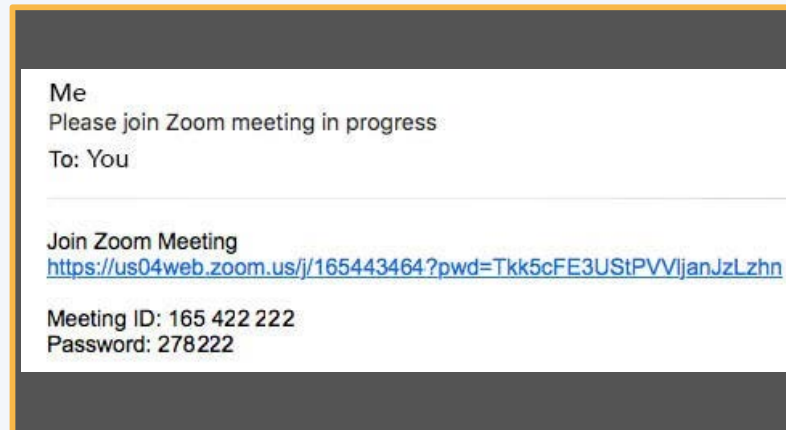 Me
Please join Zoom meeting in progress
To: You
Join Zoom Meeting
https://us04web.zoom.us/j/165443464?pwd=Tkk5cFE3UStPVVljanJzLzhn
Meeting ID: 165 422 222
Password: 278222